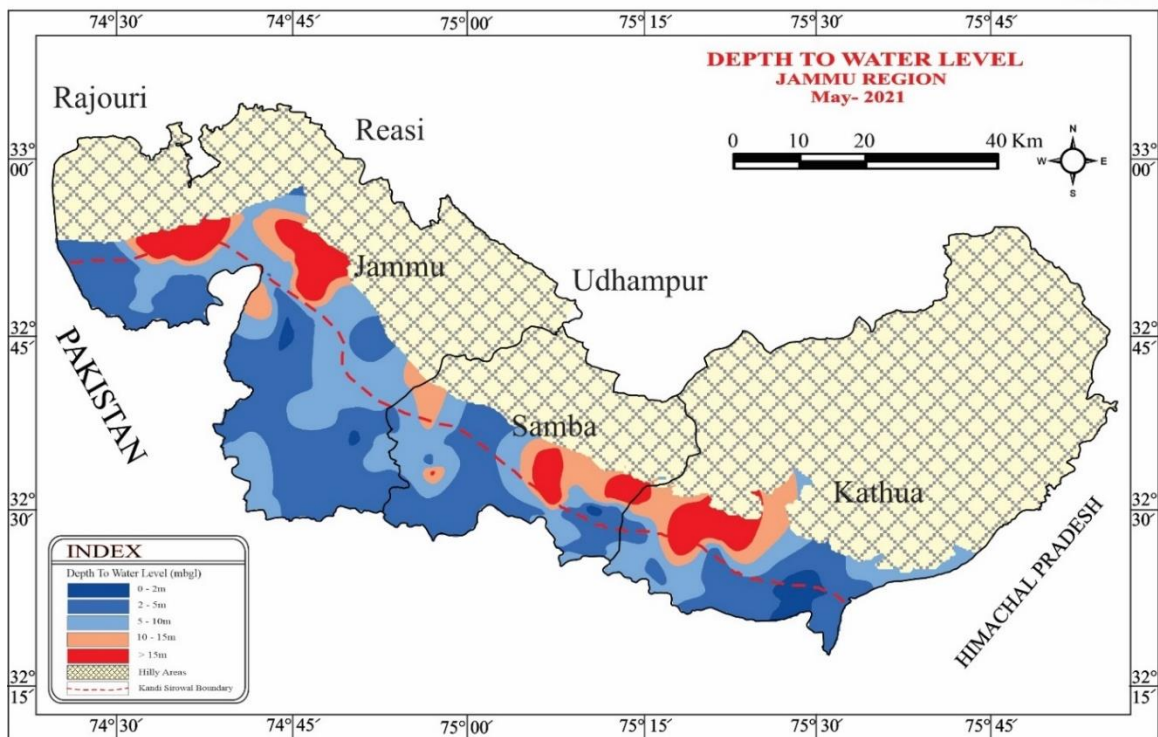 74°30′ 74°45′ 75°00′ 75°15′ 75°30′ 75°45′
DEPTH TO WATER LEVEL
JAMMU REGION
May- 2021
0 10 20 40 Km
N
W E
S
33°
00′
33°
00′
Rajouri
Reasi
Jammu
Udhampur
32°
45′
32°
45′
PAKISTAN
Samba
Kathua
32°
30′
32°
30′
HIMACHAL PRADESH
INDEX
Depth To Water Level (mbgl)
0 - 2m
2 - 5m
5 - 10m
10 - 15m
> 15m
Hilly Areas
Kandi Sirowal Boundary
32°
15′
32°
15′
74°30′ 74°45′ 75°00′ 75°15′ 75°30′ 75°45′